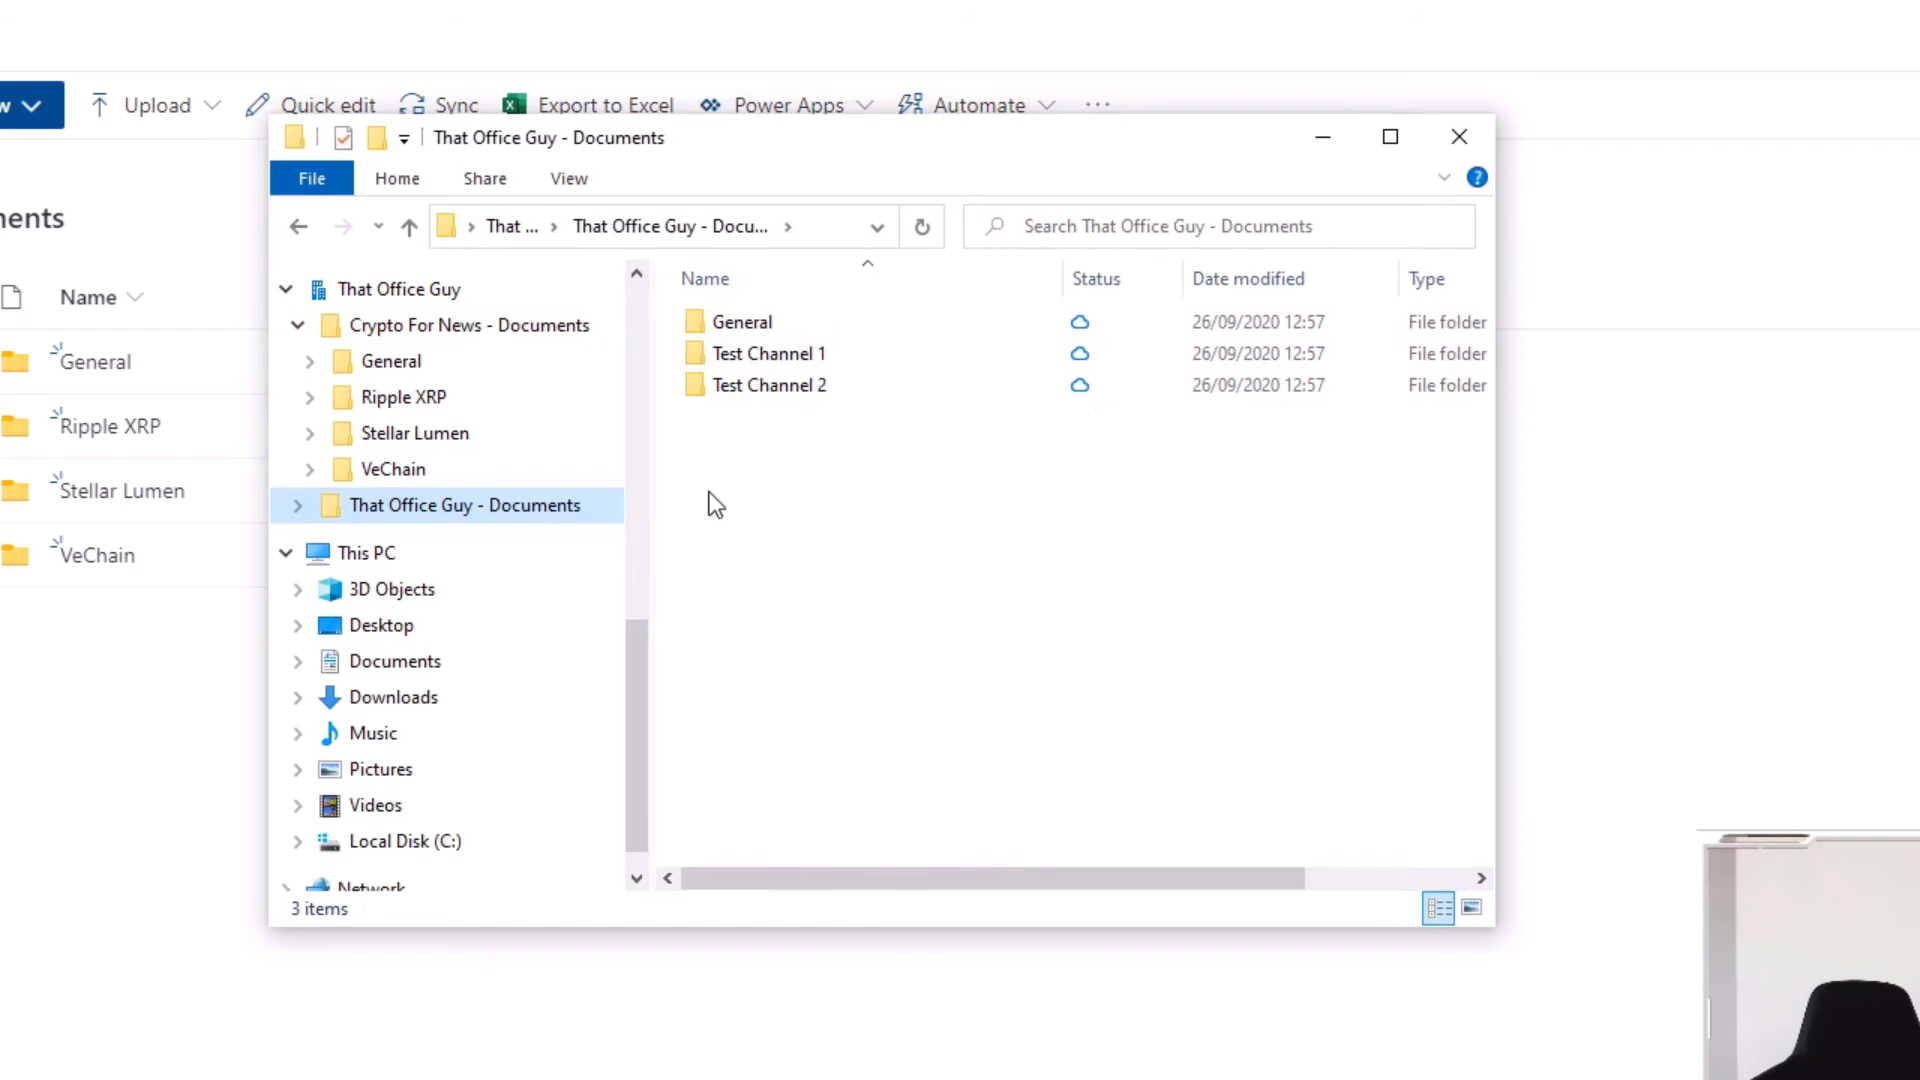 w
Upload
Quick edit
Sync
Export to Excel
Power Apps
Automate
That Office Guy - Documents
File
Home
Share
View
ments
That ...
That Office Guy - Docu...
Search That Office Guy - Documents
Name
General
Ripple XRP
Stellar Lumen
VeChain
That Office Guy
Crypto For News - Documents
General
Ripple XRP
Stellar Lumen
VeChain
That Office Guy - Documents
This PC
3D Objects
Desktop
Documents
Downloads
Music
Pictures
Videos
Local Disk (C:)
Network
Name Status Date modified Type
General 26/09/2020 12:57 File folder
Test Channel 1 26/09/2020 12:57 File folder
Test Channel 2 26/09/2020 12:57 File folder
3 items